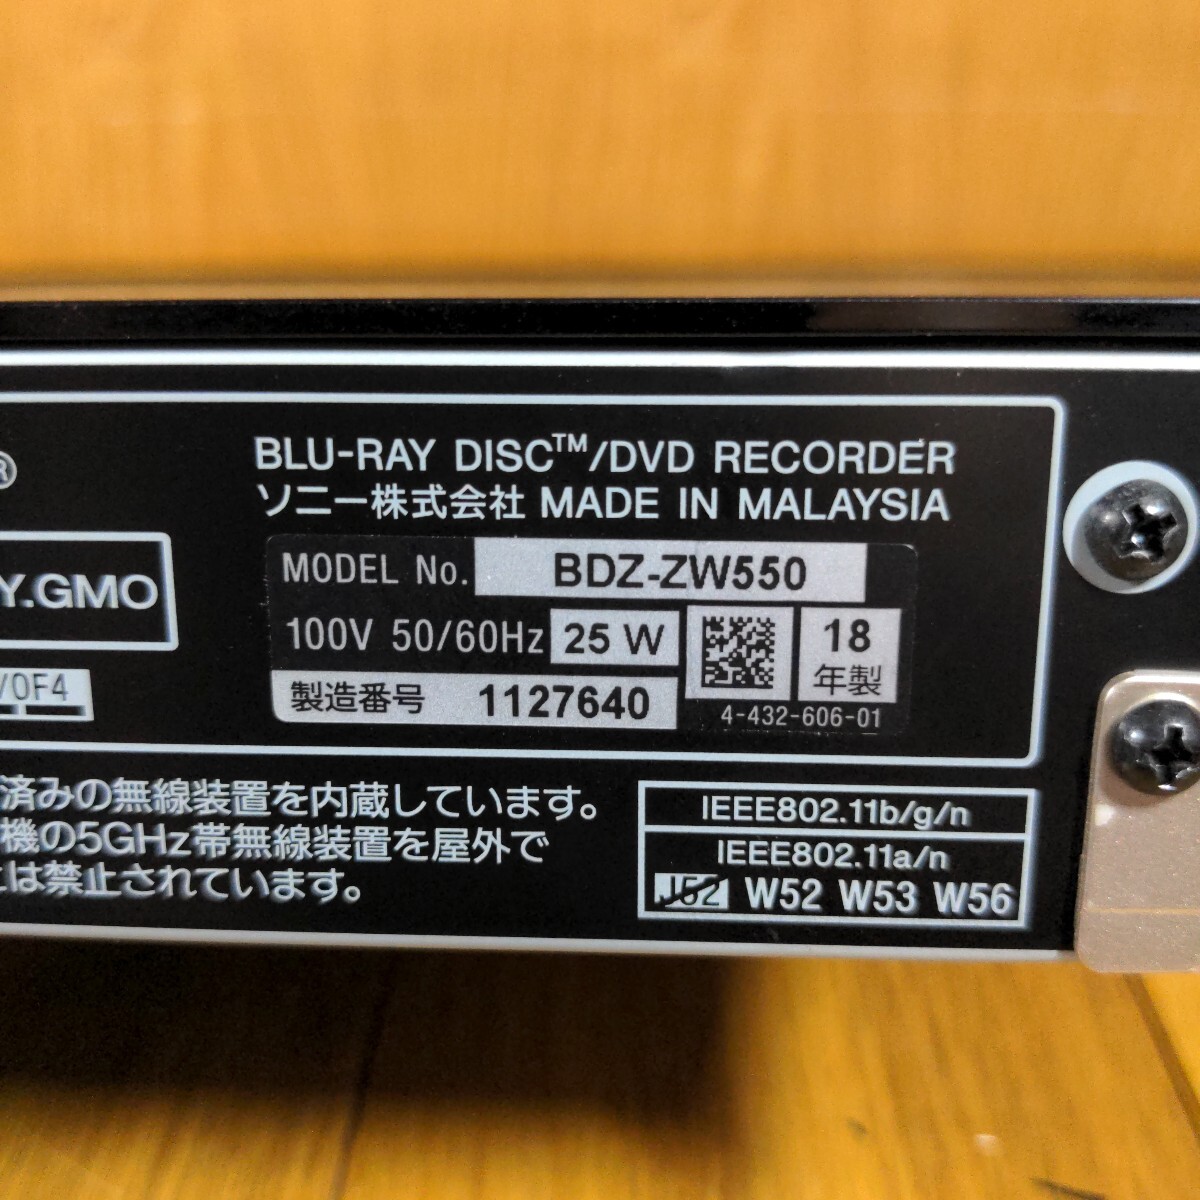 ®
BLU-RAY DISC™/DVD RECORDER
ソニー株式会社 MADE IN MALAYSIA
Y.GMO
MODEL No. BDZ-ZW550
100V 50/60Hz 25 W
18
年製
/0F4
製造番号 1127640
4-432-606-01
済みの無線装置を内蔵しています。
機の5GHz帯無線装置を屋外で
は禁止されています。
IEEE802.11b/g/n
IEEE802.11a/n
J52 W52 W53 W56